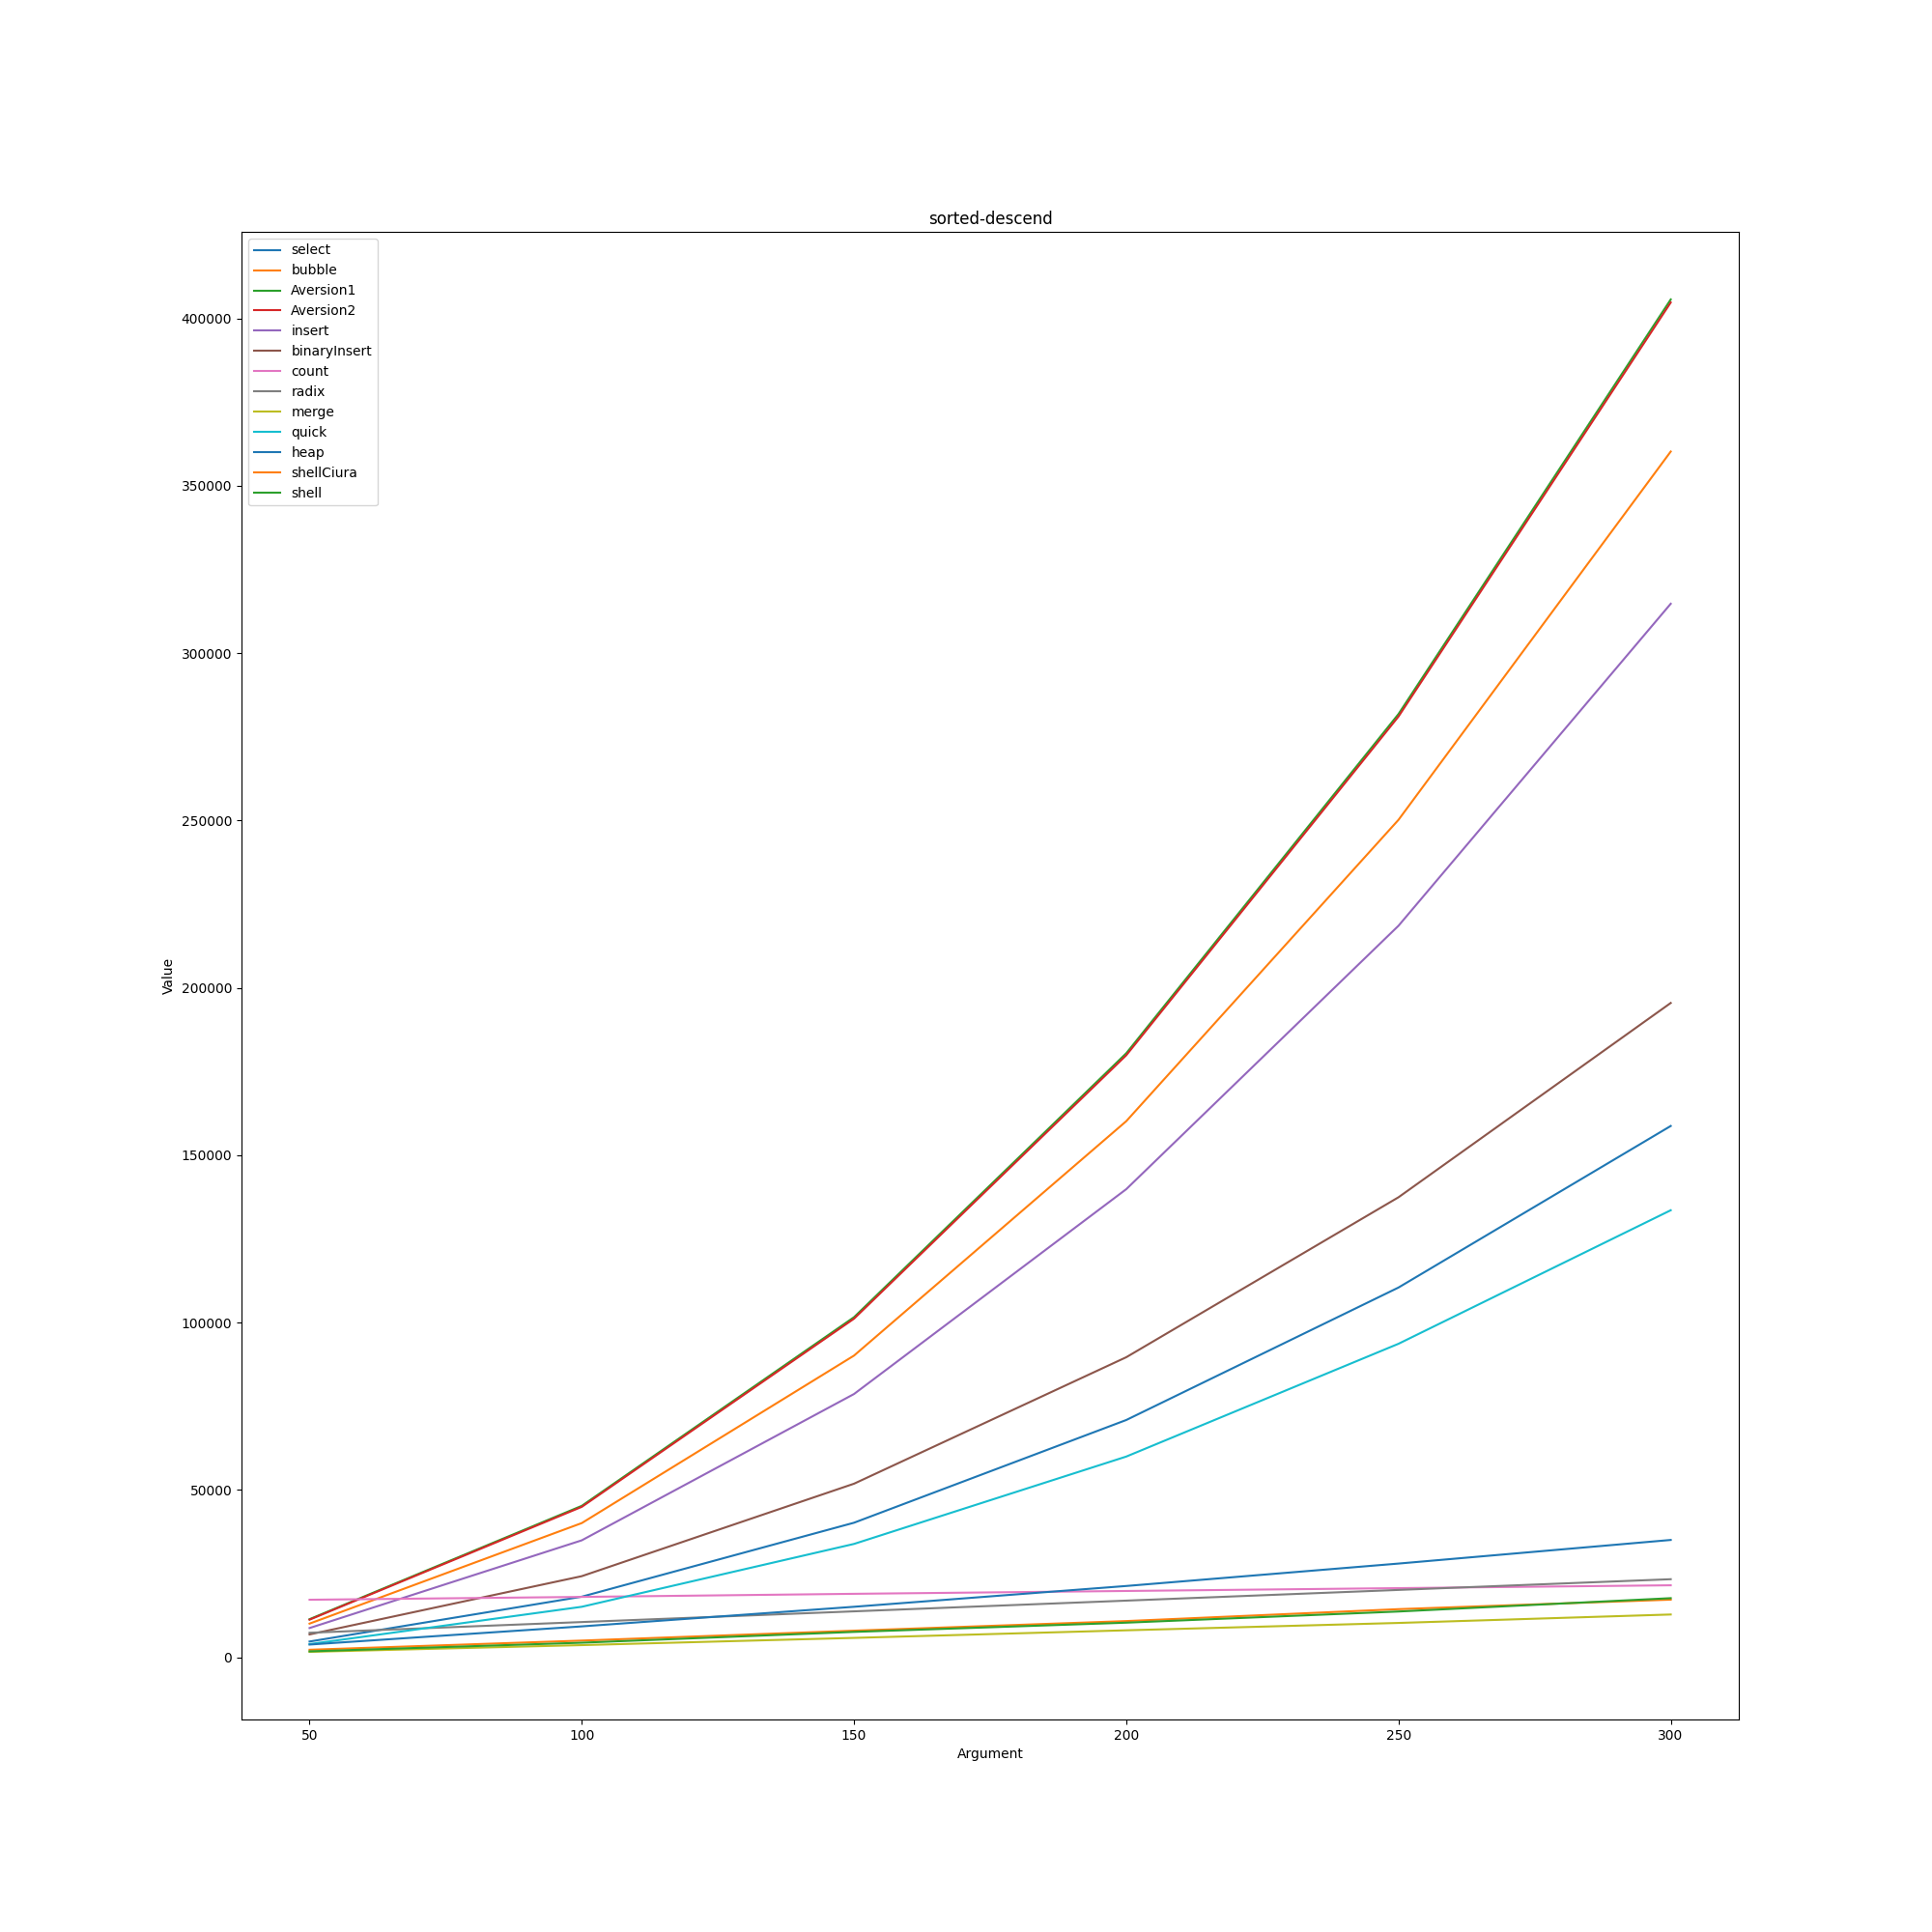 sorted-descend
select
bubble
Aversion1
Aversion2
insert
binaryInsert
count
radix
merge
quick
heap
shellCiura
shell
400000
350000
300000
250000
200000
150000
100000
50000
0
Value
50 100 150 200 250 300
Argument